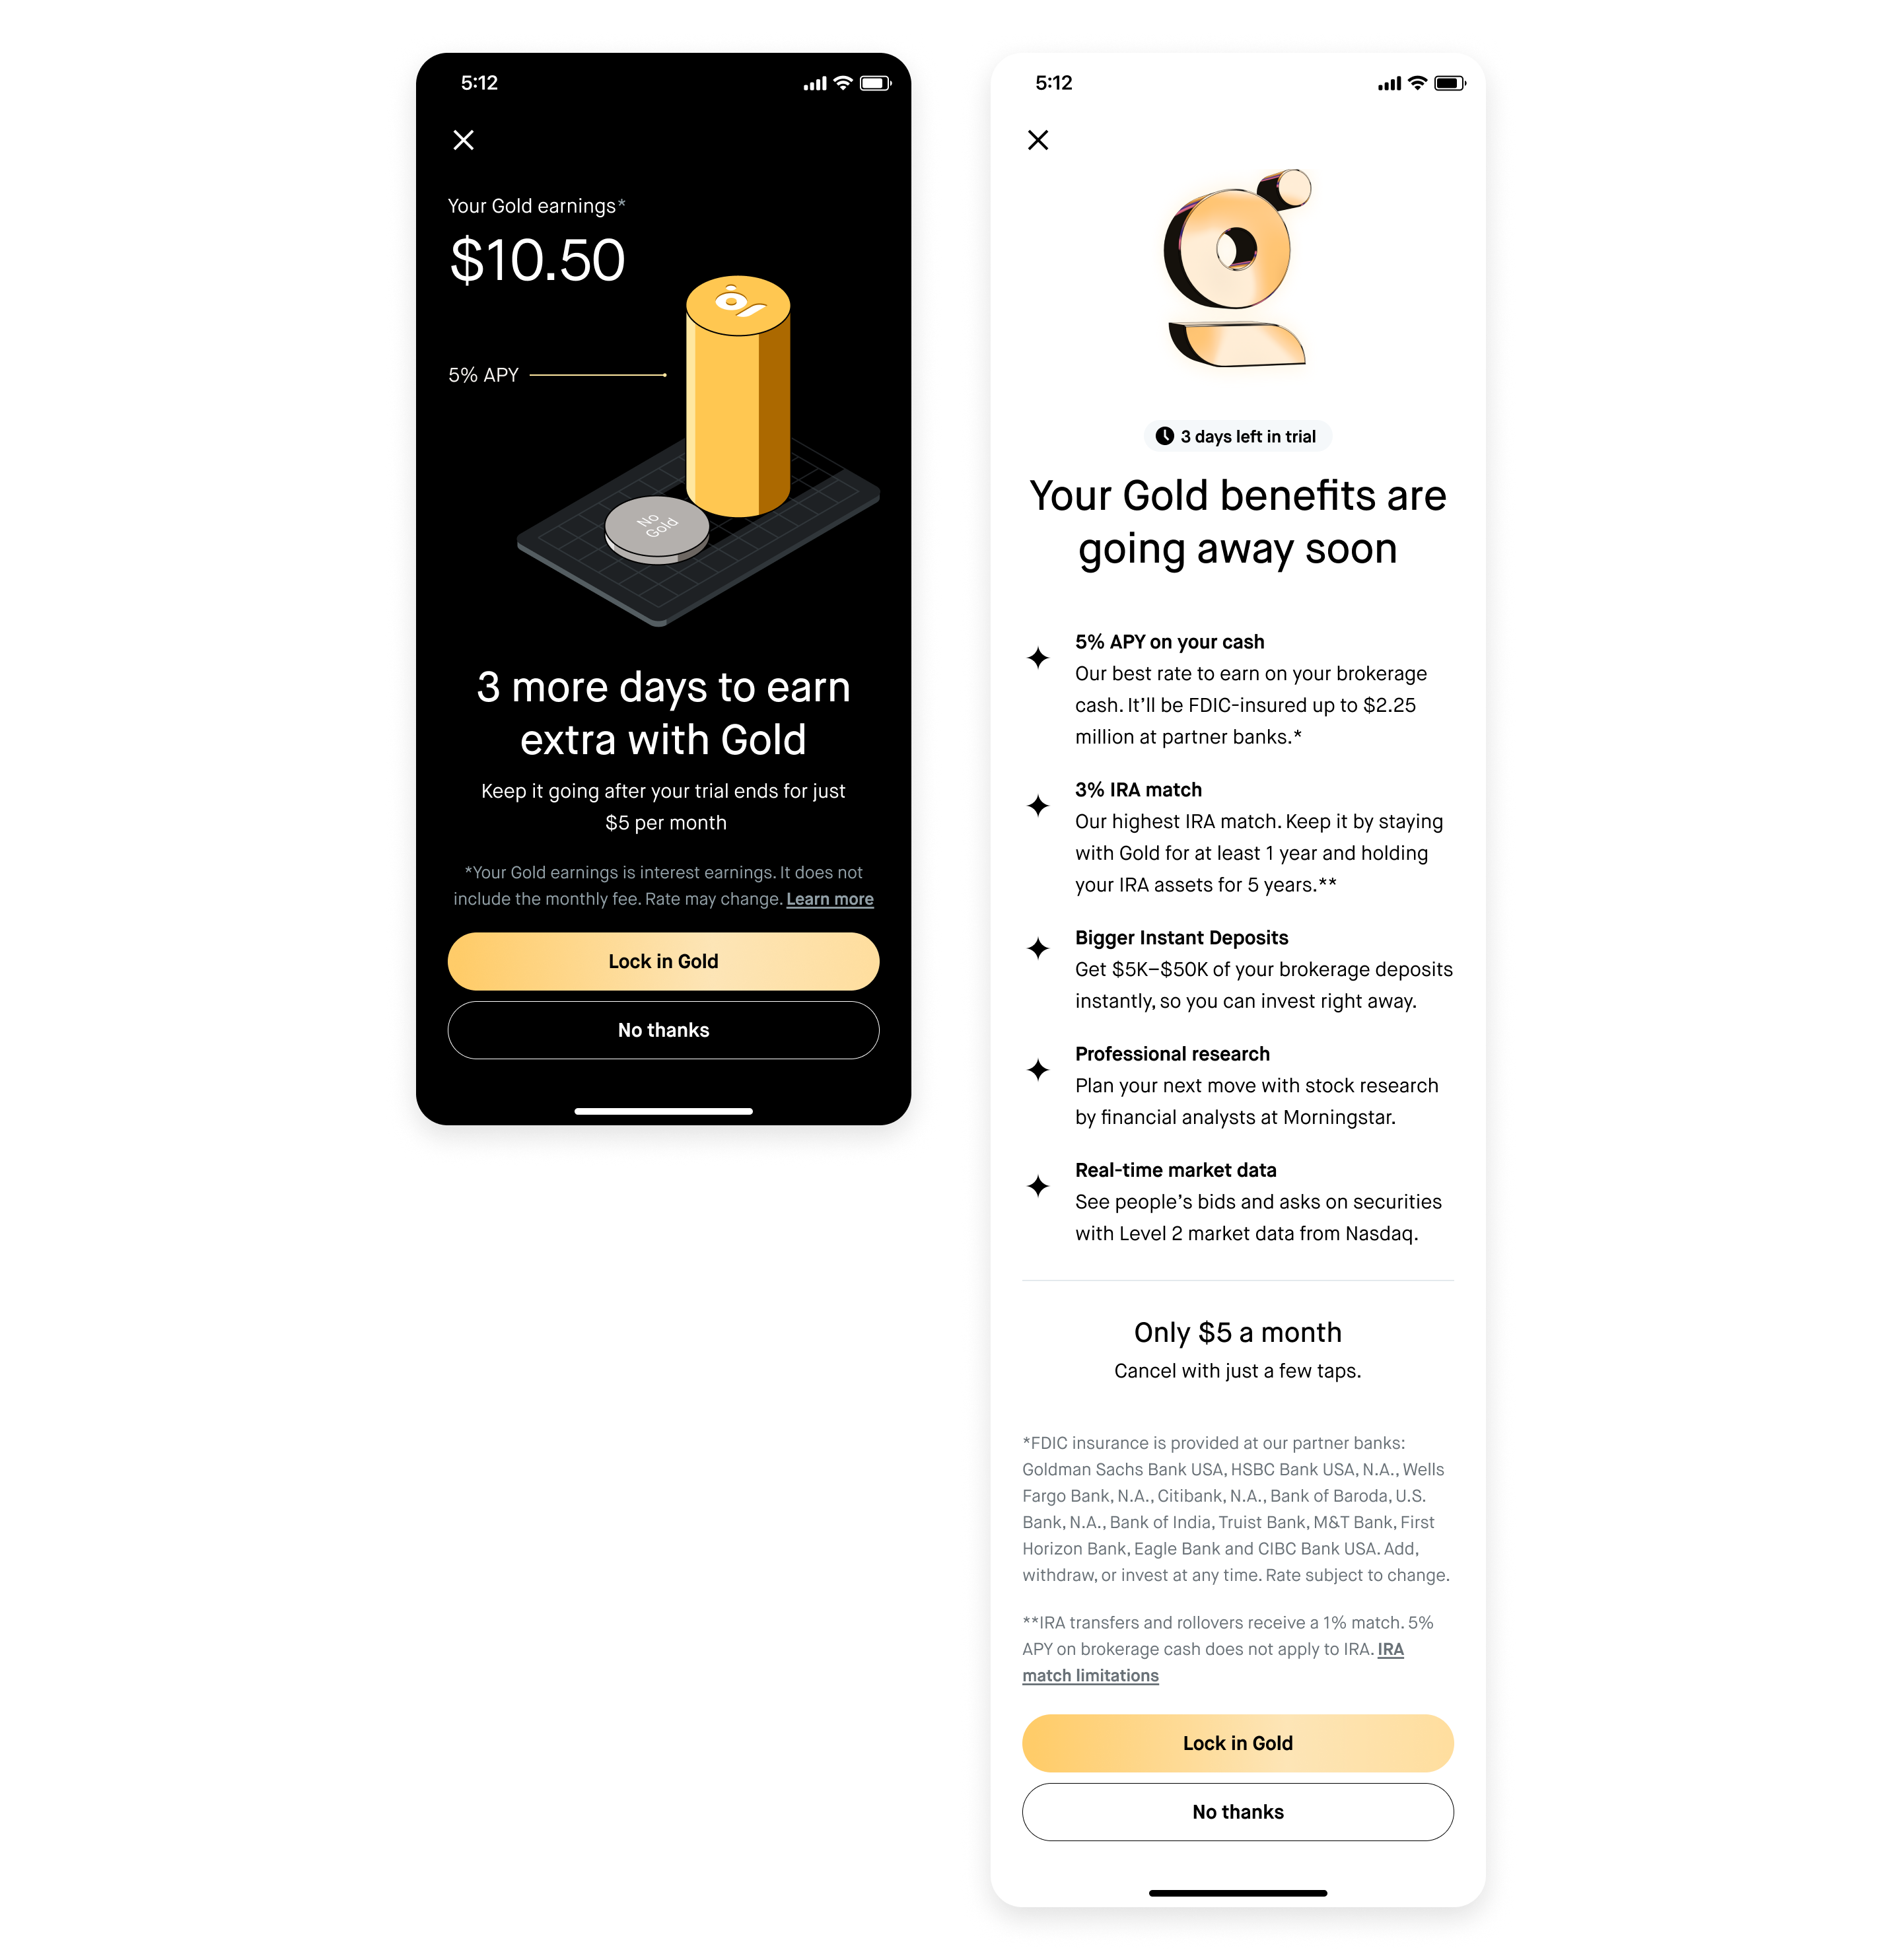 5:12
Your Gold earnings*
$10.50
5% APY
No
Gold
3 more days to earn
extra with Gold
Keep it going after your trial ends for just
$5 per month
*Your Gold earnings is interest earnings. It does not
include the monthly fee. Rate may change. Learn more
Lock in Gold
No thanks
5:12
3 days left in trial
Your Gold benefits are
going away soon
5% APY on your cash
Our best rate to earn on your brokerage
cash. It’ll be FDIC-insured up to $2.25
million at partner banks.*
3% IRA match
Our highest IRA match. Keep it by staying
with Gold for at least 1 year and holding
your IRA assets for 5 years.**
Bigger Instant Deposits
Get $5K–$50K of your brokerage deposits
instantly, so you can invest right away.
Professional research
Plan your next move with stock research
by financial analysts at Morningstar.
Real-time market data
See people’s bids and asks on securities
with Level 2 market data from Nasdaq.
Only $5 a month
Cancel with just a few taps.
*FDIC insurance is provided at our partner banks:
Goldman Sachs Bank USA, HSBC Bank USA, N.A., Wells
Fargo Bank, N.A., Citibank, N.A., Bank of Baroda, U.S.
Bank, N.A., Bank of India, Truist Bank, M&T Bank, First
Horizon Bank, Eagle Bank and CIBC Bank USA. Add,
withdraw, or invest at any time. Rate subject to change.
**IRA transfers and rollovers receive a 1% match. 5%
APY on brokerage cash does not apply to IRA. IRA
match limitations
Lock in Gold
No thanks